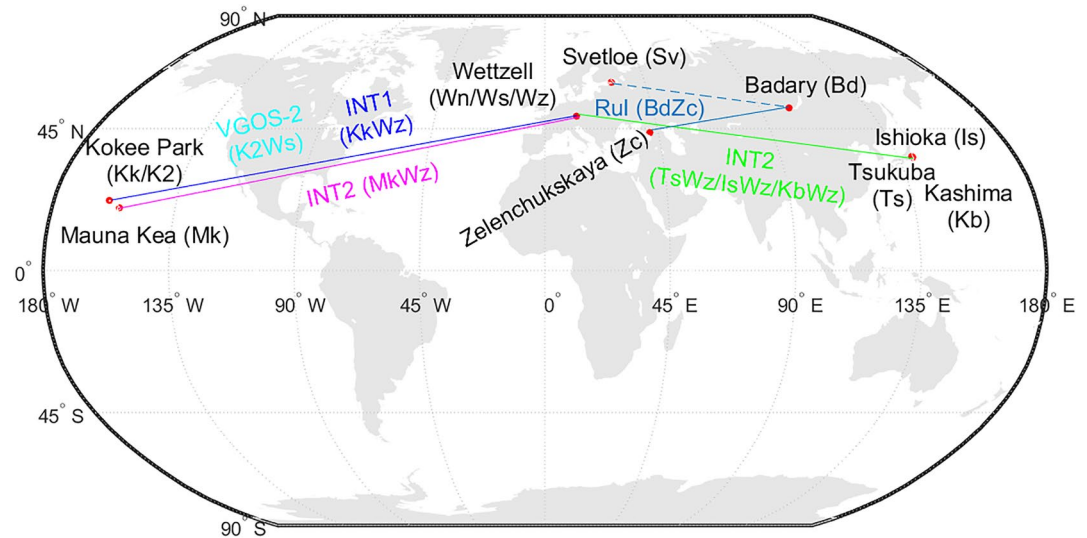 90° N
Svetloe (Sv)
Wettzell
(Wn/Ws/Wz)
Badary (Bd)
INT1
(KkWz)
VGOS-2
(K2Ws)
RuI (BdZc)
45° N
Kokee Park
(Kk/K2)
Ishioka (Is)
INT2
(TsWz/IsWz/KbWz)
Tsukuba
(Ts)
Kashima
(Kb)
INT2 (MkWz)
Zelenchukskaya (Zc)
Mauna Kea (Mk)
0°
180° W
135° W
90° W
45° W
0°
45° E
90° E
135° E
180° E
45° S
90° S